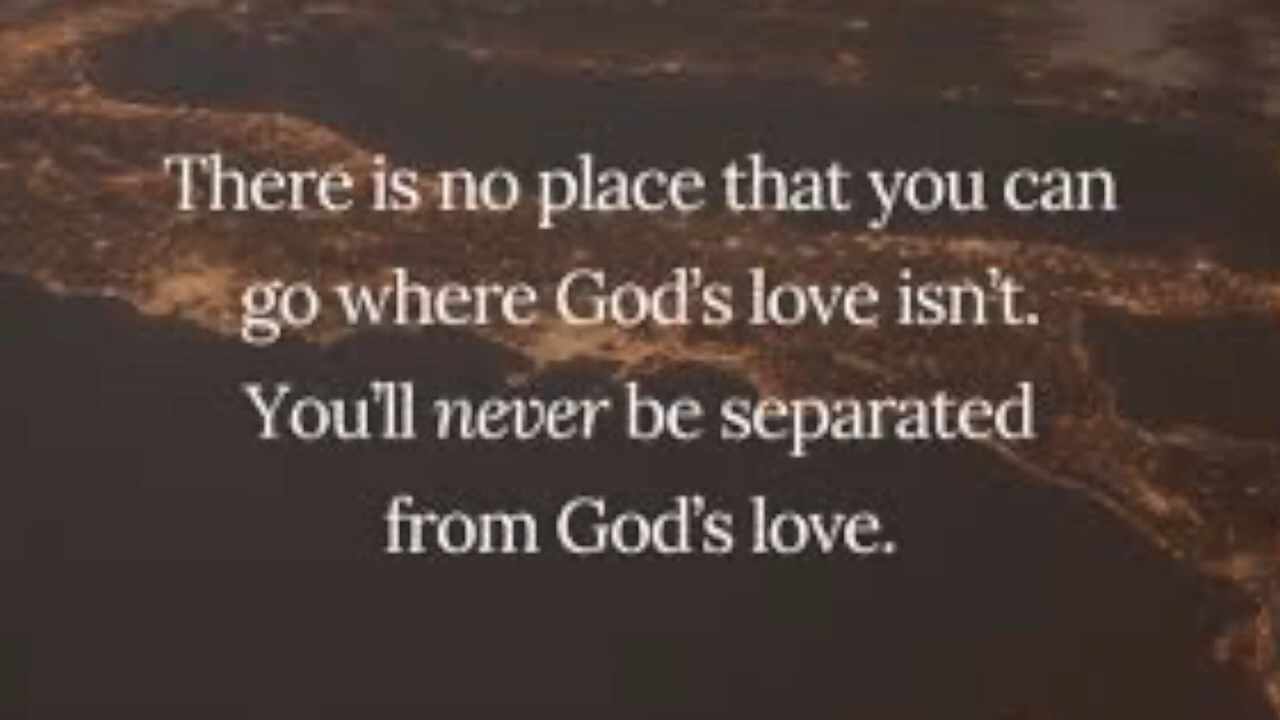 There is no place that you can
go where God's love isn't.
You'll never be separated
from God's love.